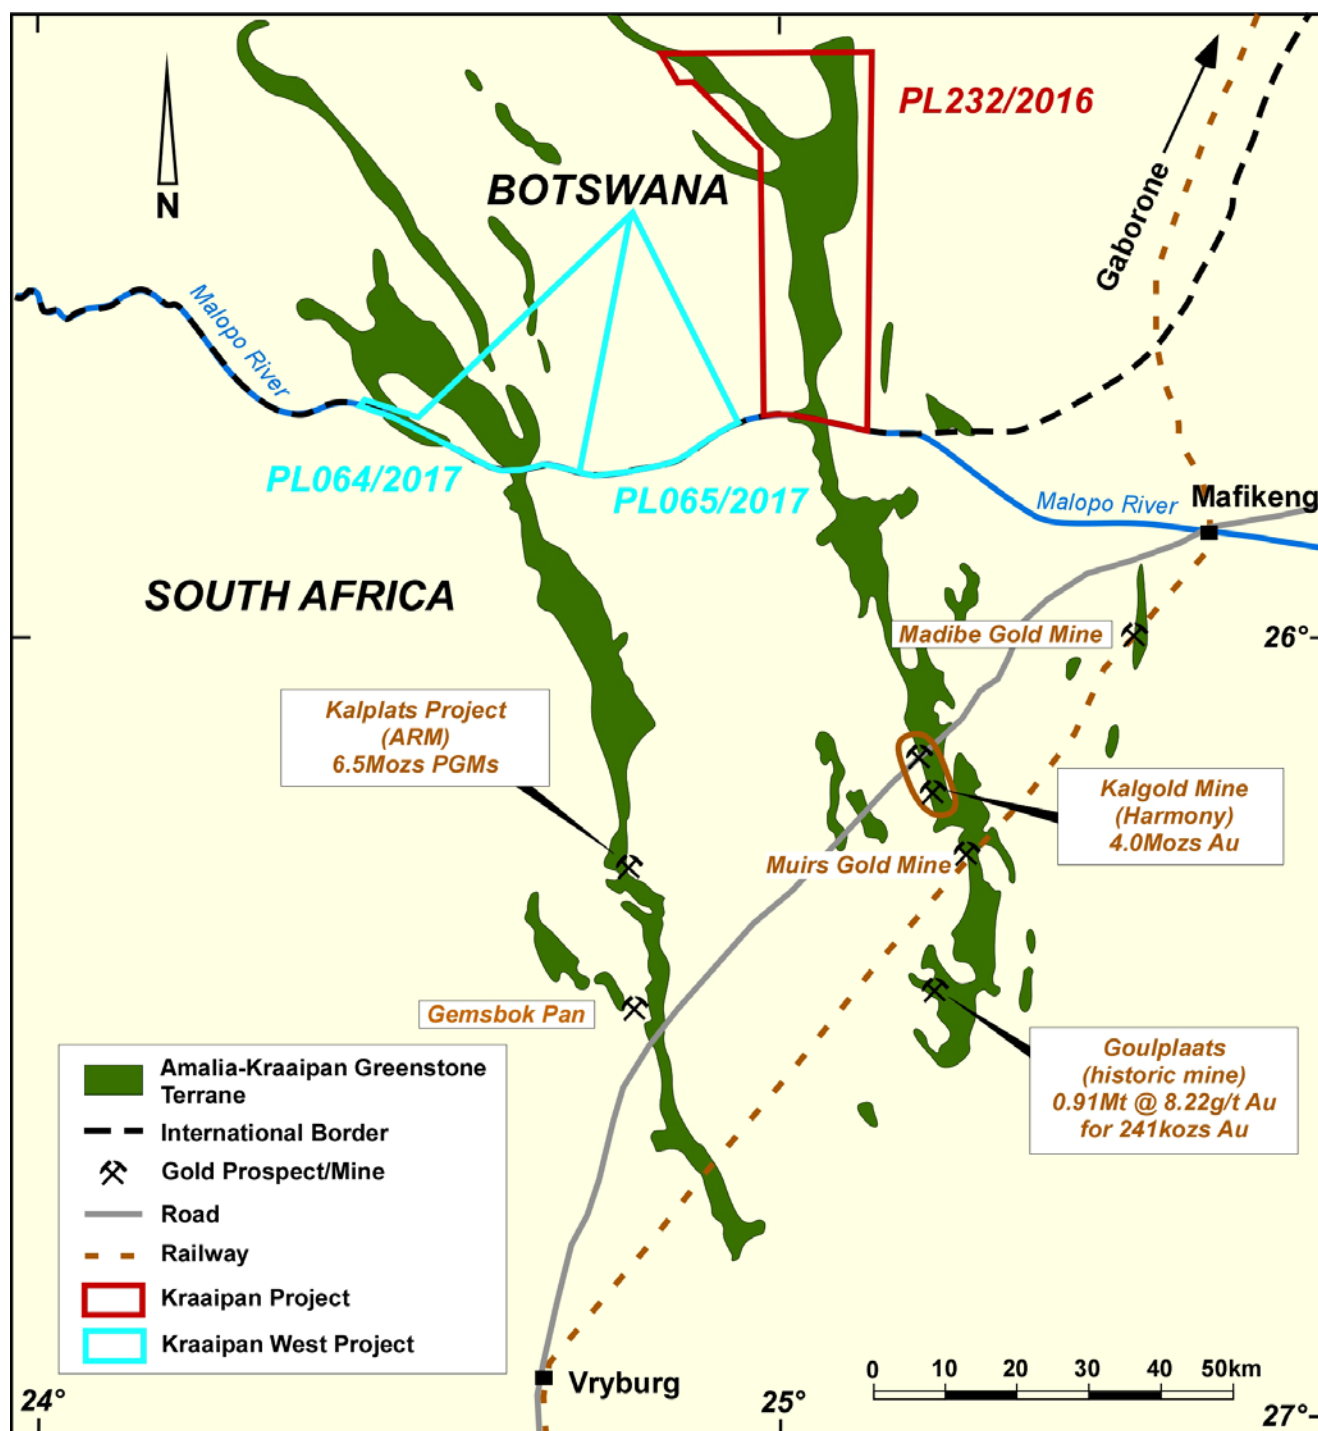 PL232/2016
Gaborone
N
BOTSWANA
Malopo River
PL064/2017
PL065/2017
Malopo River
Mafikeng
SOUTH AFRICA
Madibe Gold Mine
26°
Kalplats Project
(ARM)
6.5Mozs PGMs
Kalgold Mine
(Harmony)
4.0Mozs Au
Muirs Gold Mine
Gemsbok Pan
Goulplaats
(historic mine)
0.91Mt @ 8.22g/t Au
for 241kozs Au
Amalia-Kraaipan Greenstone
Terrane
International Border
Gold Prospect/Mine
Road
Railway
Kraaipan Project
Kraaipan West Project
Vryburg
0 10 20 30 40 50km
24°
25°
27°